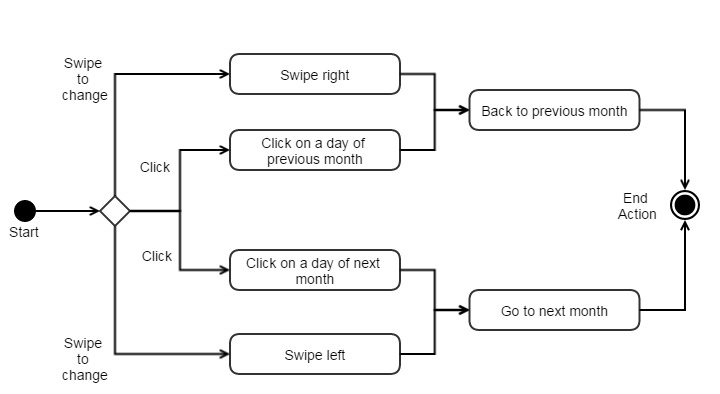 Swipe
to
change
Swipe right
Back to previous month
Click on a day of
previous month
Click
Start
End
Action
Click
Click on a day of next
month
Go to next month
Swipe
to
change
Swipe left